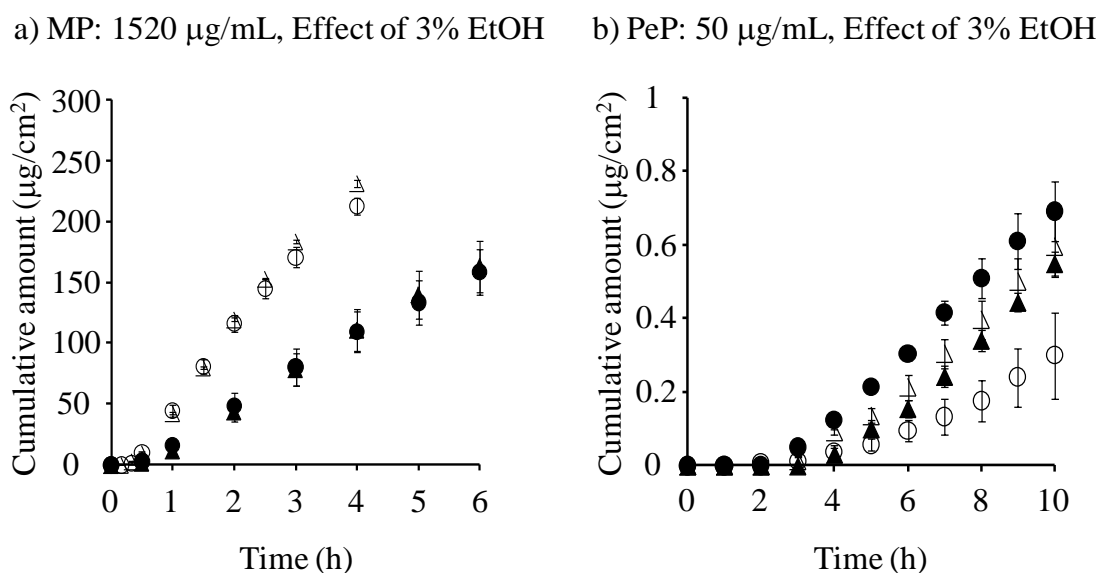 a) MP: 1520 μg/mL, Effect of 3% EtOH
b) PeP: 50 μg/mL, Effect of 3% EtOH
Cumulative amount (μg/cm²)
300
250
200
150
100
50
0
0 1 2 3 4 5 6
Time (h)
Cumulative amount (μg/cm²)
1
0.8
0.6
0.4
0.2
0
0 2 4 6 8 10
Time (h)